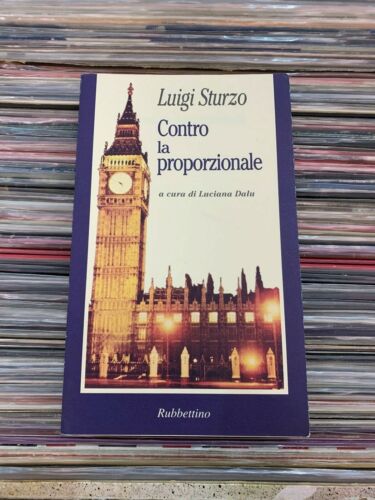 Luigi Sturzo
Contro
la
proporzionale
a cura di Luciana Dalu
Rubbettino